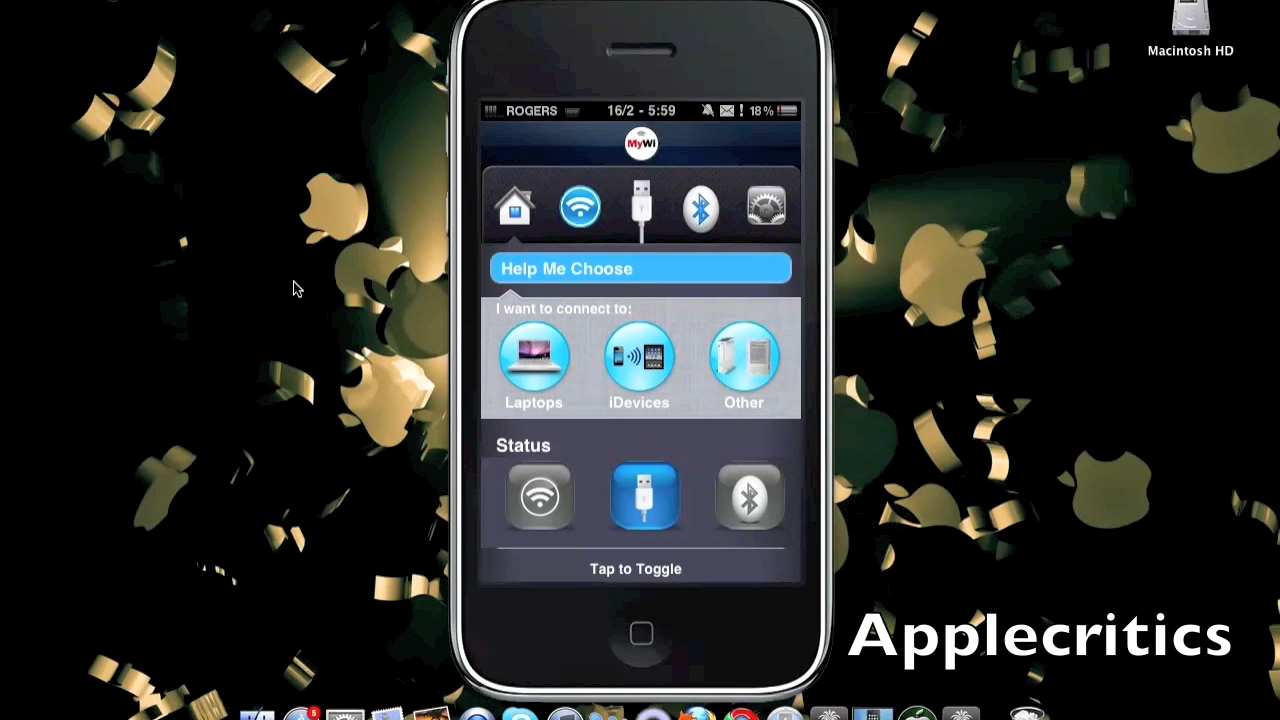 Macintosh HD
ROGERS 16/2 - 5:59 ! 18%
MyWi
Help Me Choose
I want to connect to:
Laptops iDevices Other
Status
Tap to Toggle
Applecritics
5